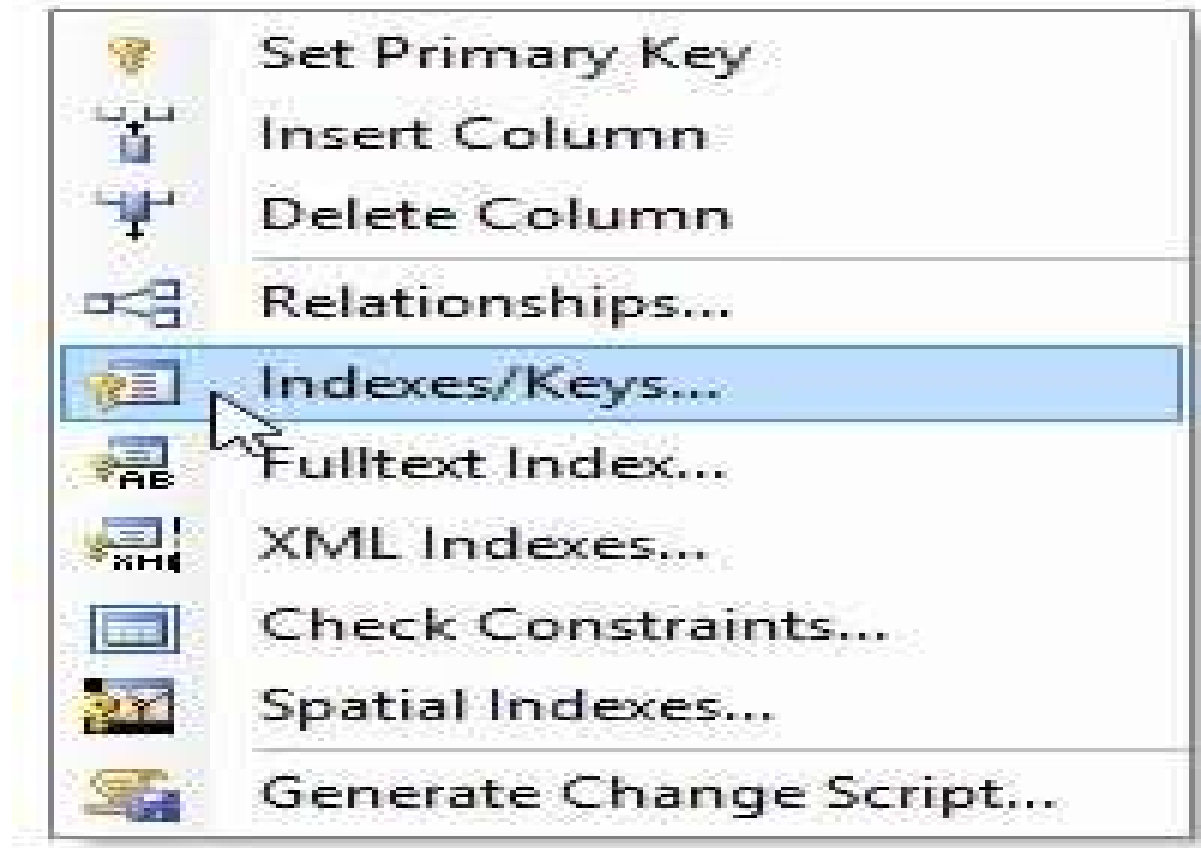 Set Primary Key
Insert Column
Delete Column
Relationships...
Indexes/Keys...
AB
Fulltext Index...
XML Indexes...
Check Constraints...
Spatial Indexes...
Generate Change Script...